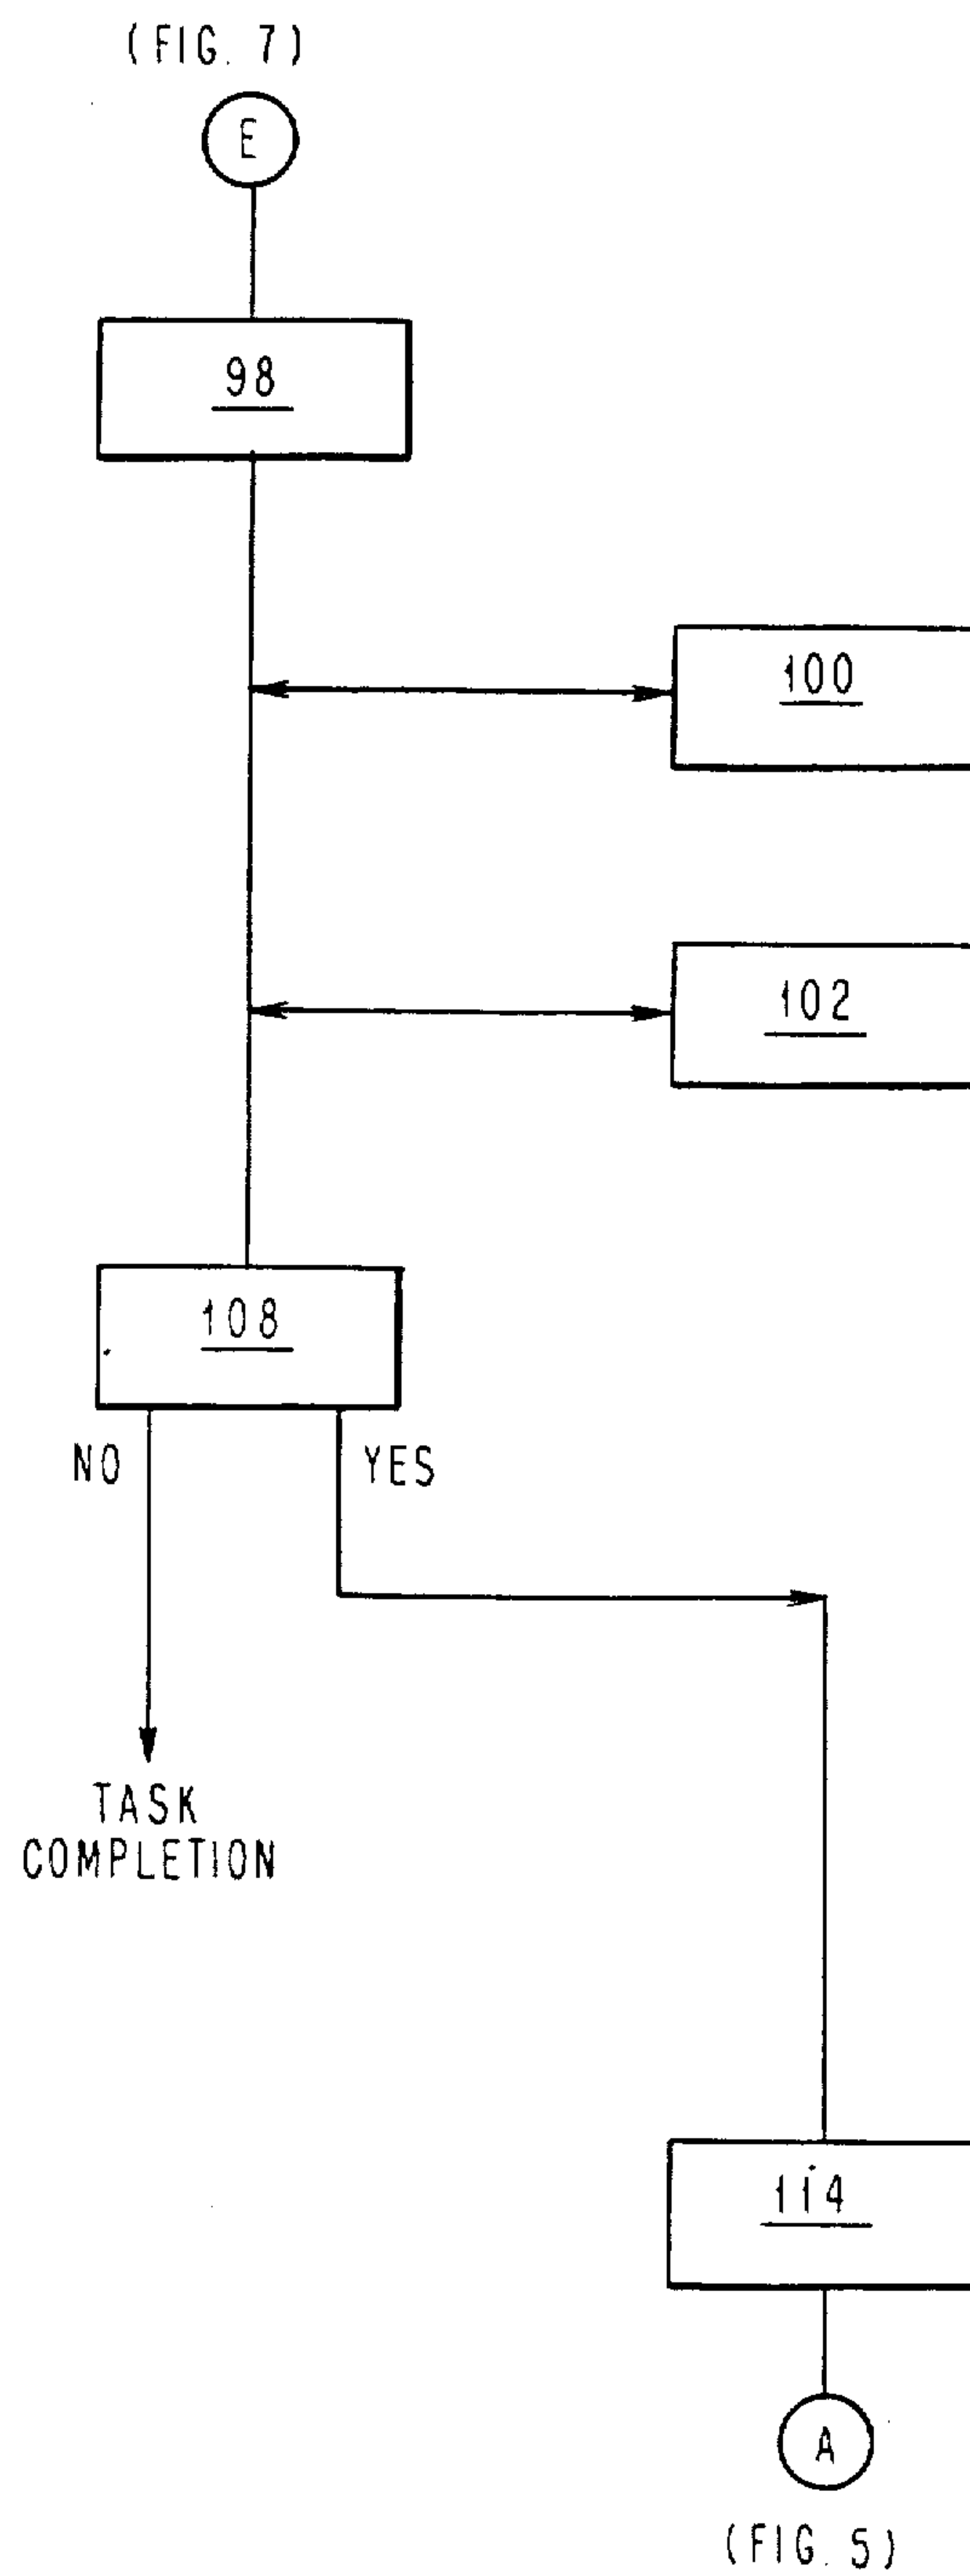 (FIG. 7)
E
98
100
102
108
NO
YES
TASK
COMPLETION
114
A
(FIG. 5)